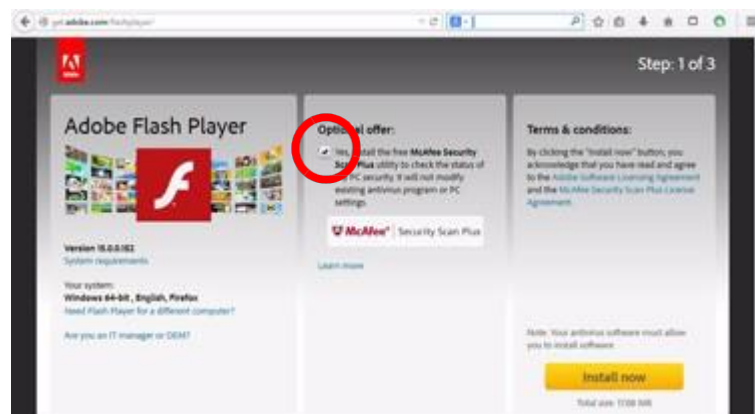 get.adobe.com/flashplayer/
Step: 1 of 3
Adobe Flash Player
Version 15.0.0.152
System requirements
Your system:
Windows 64-bit , English, Firefox
Need Flash Player for a different computer?
Are you an IT manager or OEM?
Optional offer:
Yes, install the free McAfee Security
Scan Plus utility to check the status of
PC security. It will not modify
existing antivirus program or PC
settings.
McAfee® Security Scan Plus
Learn more
Terms & conditions:
By clicking the "Install now" button, you
acknowledge that you have read and agree
to the Adobe Software Licensing Agreement
and the McAfee Security Scan Plus License
Agreement.
Note: Your antivirus software must allow
you to install software.
Install now
Total size: